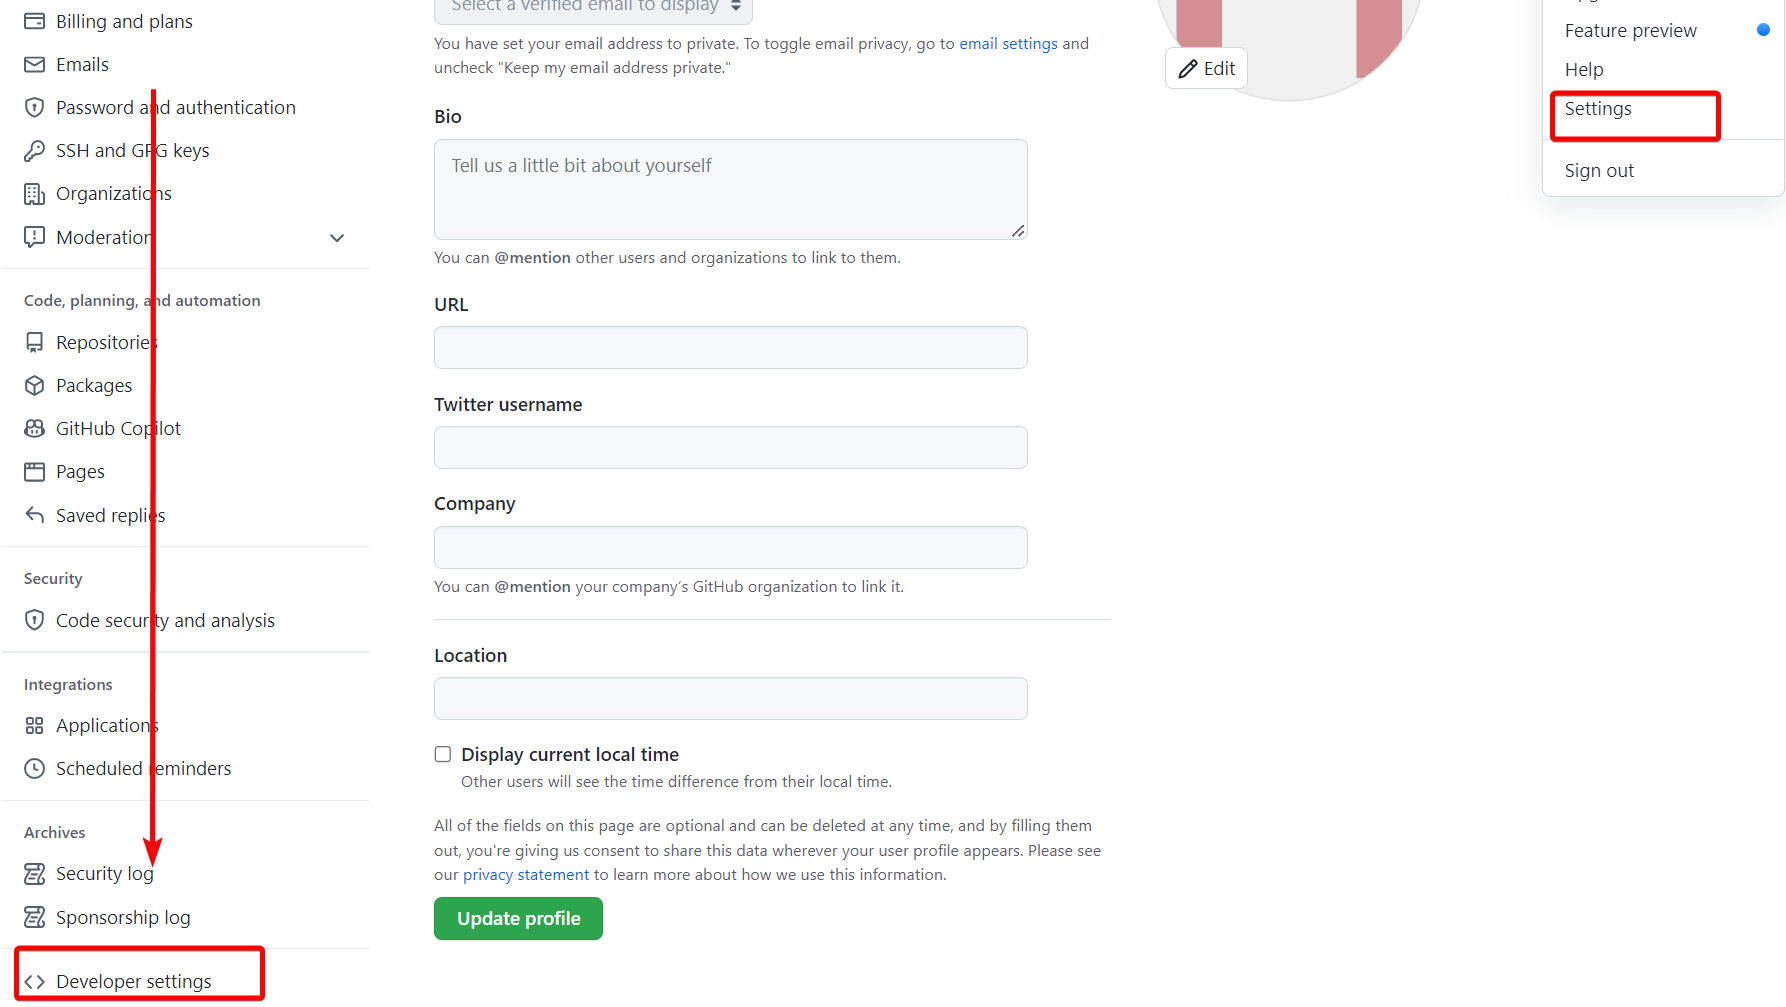 Billing and plans
Emails
Password and authentication
SSH and GPG keys
Organizations
Moderation
Code, planning, and automation
Repositories
Packages
GitHub Copilot
Pages
Saved replies
Security
Code security and analysis
Integrations
Applications
Scheduled reminders
Archives
Security log
Sponsorship log
Developer settings
Select a verified email to display
You have set your email address to private. To toggle email privacy, go to email settings and
uncheck "Keep my email address private."
Bio
Tell us a little bit about yourself
You can @mention other users and organizations to link to them.
URL
Twitter username
Company
You can @mention your company’s GitHub organization to link it.
Location
Display current local time
Other users will see the time difference from their local time.
All of the fields on this page are optional and can be deleted at any time, and by filling them
out, you're giving us consent to share this data wherever your user profile appears. Please see
our privacy statement to learn more about how we use this information.
Update profile
Edit
Feature preview
Help
Settings
Sign out